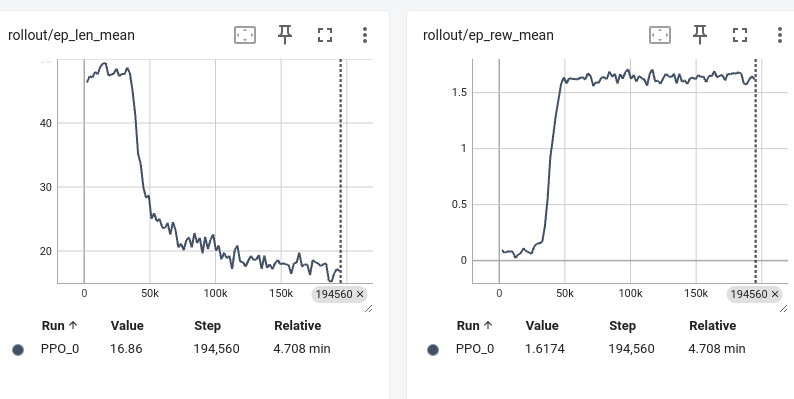 rollout/ep_len_mean
40
30
20
0
50k
100k
150k
194560 ×
Run ↑ Value Step Relative
PPO_0 16.86 194,560 4.708 min
rollout/ep_rew_mean
1.5
1
0.5
0
0
50k
100k
150k
194560 ×
Run ↑ Value Step Relative
PPO_0 1.6174 194,560 4.708 min